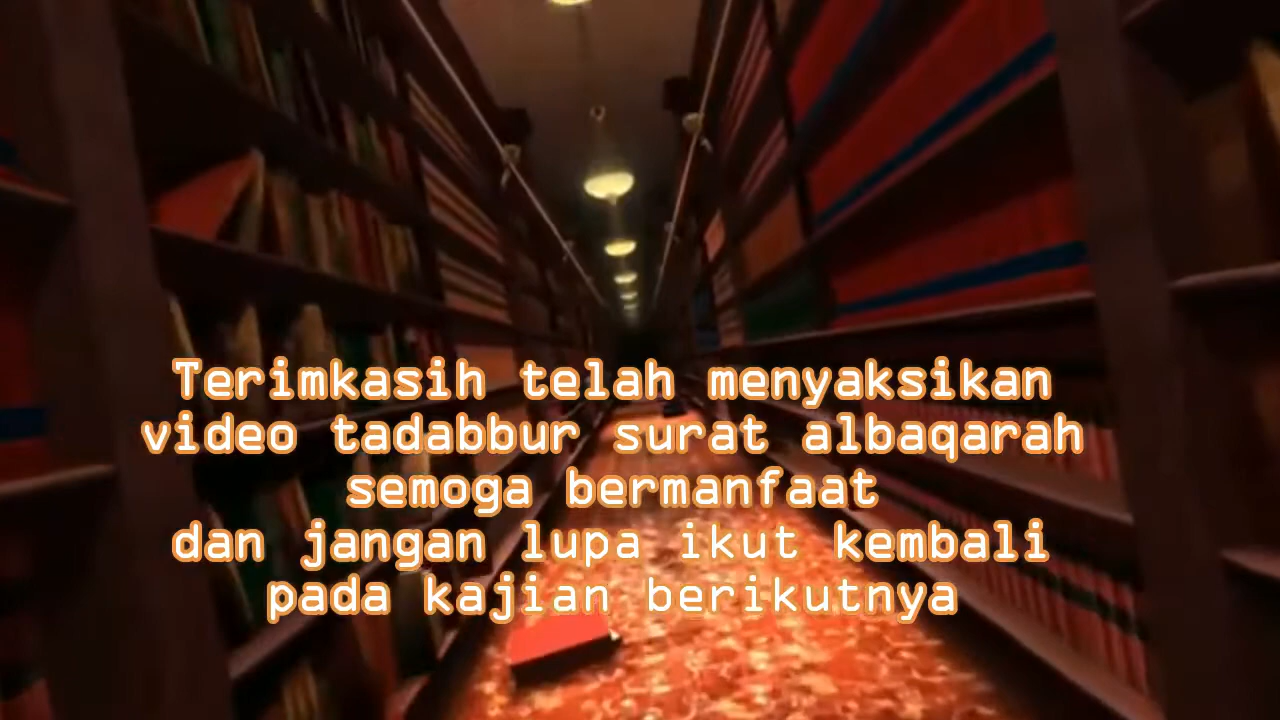 Terimkasih telah menyaksikan
video tadabbur surat albaqarah
semoga bermanfaat
dan jangan lupa ikut kembali
pada kajian berikutnya